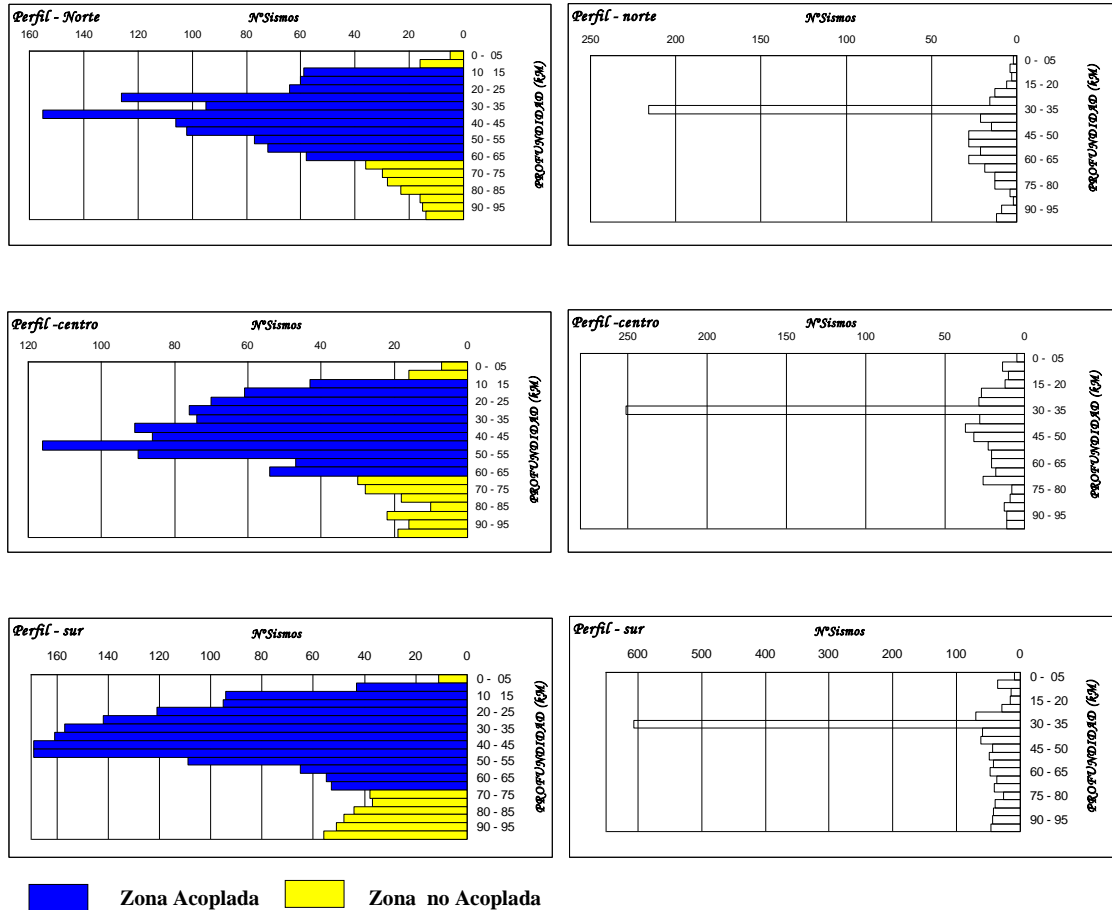 Perfil - Norte N°Sismos
160 140 120 100 80 60 40 20 0
0 - 05
10 15
20 - 25
30 - 35
40 - 45
50 - 55
60 - 65
70 - 75
80 - 85
90 - 95
PROFUNDIDAD (KM)
Perfil - norte N°Sismos
250 200 150 100 50 0
0 - 05
15 - 20
30 - 35
45 - 50
60 - 65
75 - 80
90 - 95
PROFUNDIDAD (KM)
Perfil -centro N°Sismos
120 100 80 60 40 20 0
0 - 05
10 15
20 - 25
30 - 35
40 - 45
50 - 55
60 - 65
70 - 75
80 - 85
90 - 95
PROFUNDIDAD (KM)
Perfil -centro N°Sismos
250 200 150 100 50 0
0 - 05
15 - 20
30 - 35
45 - 50
60 - 65
75 - 80
90 - 95
PROFUNDIDAD (KM)
Perfil - sur N°Sismos
160 140 120 100 80 60 40 20 0
0 - 05
10 15
20 - 25
30 - 35
40 - 45
50 - 55
60 - 65
70 - 75
80 - 85
90 - 95
PROFUNDIDAD (KM)
Perfil - sur N°Sismos
600 500 400 300 200 100 0
0 - 05
15 - 20
30 - 35
45 - 50
60 - 65
75 - 80
90 - 95
PROFUNDIDAD (KM)
Zona Acoplada Zona no Acoplada